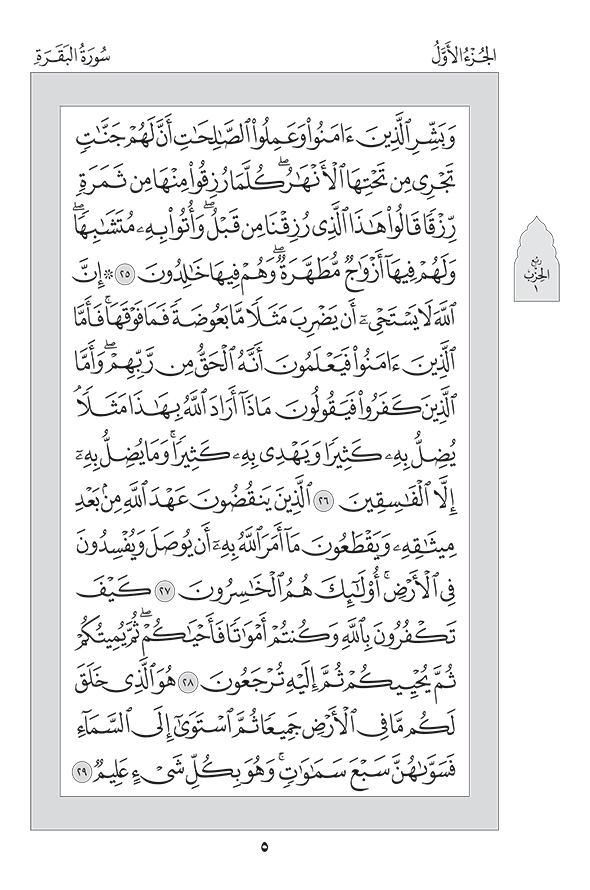 الجُزْءُ الأَوَّلُ
سُورَةُ البَقَرَةِ
وَبَشِّرِ ٱلَّذِينَ ءَامَنُوا۟ وَعَمِلُوا۟ ٱلصَّـٰلِحَـٰتِ أَنَّ لَهُمْ جَنَّـٰتٍ
تَجْرِى مِن تَحْتِهَا ٱلْأَنْهَـٰرُ ۖ كُلَّمَا رُزِقُوا۟ مِنْهَا مِن ثَمَرَةٍ
رِّزْقًا قَالُوا۟ هَـٰذَا ٱلَّذِى رُزِقْنَا مِن قَبْلُ ۖ وَأُتُوا۟ بِهِۦ مُتَشَـٰبِهًا ۖ
وَلَهُمْ فِيهَآ أَزْوَٰجٌ مُّطَهَّرَةٌ ۖ وَهُمْ فِيهَا خَـٰلِدُونَ ٢٥ * إِنَّ
ٱللَّهَ لَا يَسْتَحْىِۦٓ أَن يَضْرِبَ مَثَلًا مَّا بَعُوضَةً فَمَا فَوْقَهَا ۚ فَأَمَّا
ٱلَّذِينَ ءَامَنُوا۟ فَيَعْلَمُونَ أَنَّهُ ٱلْحَقُّ مِن رَّبِّهِمْ ۖ وَأَمَّا
ٱلَّذِينَ كَفَرُوا۟ فَيَقُولُونَ مَاذَآ أَرَادَ ٱللَّهُ بِهَـٰذَا مَثَلًا ۘ
يُضِلُّ بِهِۦ كَثِيرًا وَيَهْدِى بِهِۦ كَثِيرًا ۚ وَمَا يُضِلُّ بِهِۦٓ
إِلَّا ٱلْفَـٰسِقِينَ ٢٦ ٱلَّذِينَ يَنقُضُونَ عَهْدَ ٱللَّهِ مِنۢ بَعْدِ
مِيثَـٰقِهِۦ وَيَقْطَعُونَ مَآ أَمَرَ ٱللَّهُ بِهِۦٓ أَن يُوصَلَ وَيُفْسِدُونَ
فِى ٱلْأَرْضِ ۚ أُو۟لَـٰٓئِكَ هُمُ ٱلْخَـٰسِرُونَ ٢٧ كَيْفَ
تَكْفُرُونَ بِٱللَّهِ وَكُنتُمْ أَمْوَٰتًا فَأَحْيَـٰكُمْ ۖ ثُمَّ يُمِيتُكُمْ
ثُمَّ يُحْيِيكُمْ ثُمَّ إِلَيْهِ تُرْجَعُونَ ٢٨ هُوَ ٱلَّذِى خَلَقَ
لَكُم مَّا فِى ٱلْأَرْضِ جَمِيعًا ثُمَّ ٱسْتَوَىٰٓ إِلَى ٱلسَّمَآءِ
فَسَوَّىٰهُنَّ سَبْعَ سَمَـٰوَٰتٍ ۚ وَهُوَ بِكُلِّ شَىْءٍ عَلِيمٌ ٢٩
ربع
الحزب
١
٥